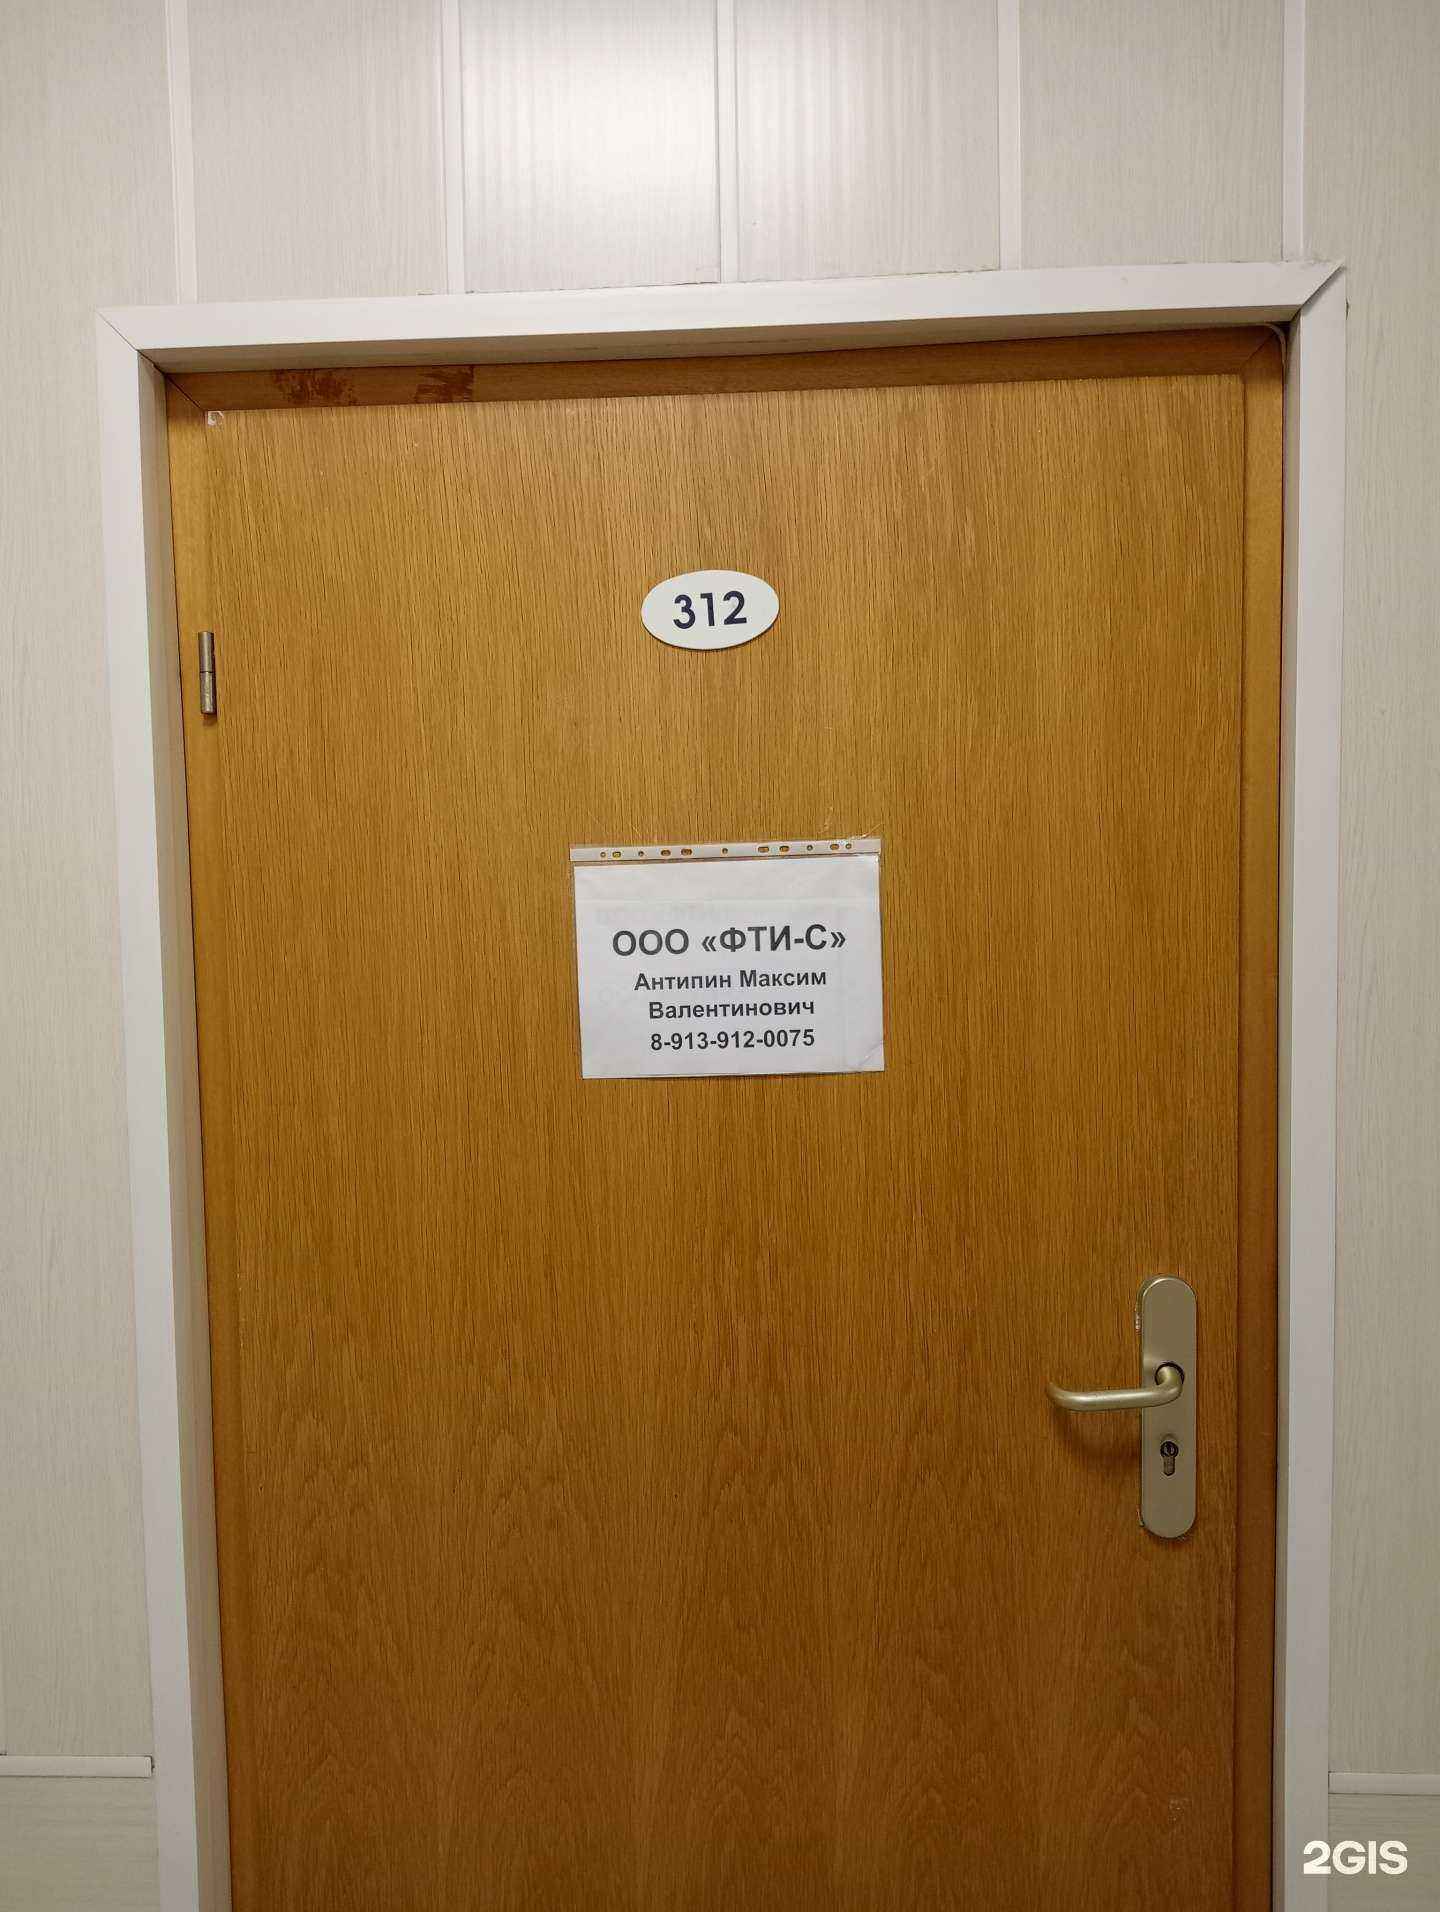 312
ООО «ФТИ-С»
Антипин Максим
Валентинович
8-913-912-0075
2GIS